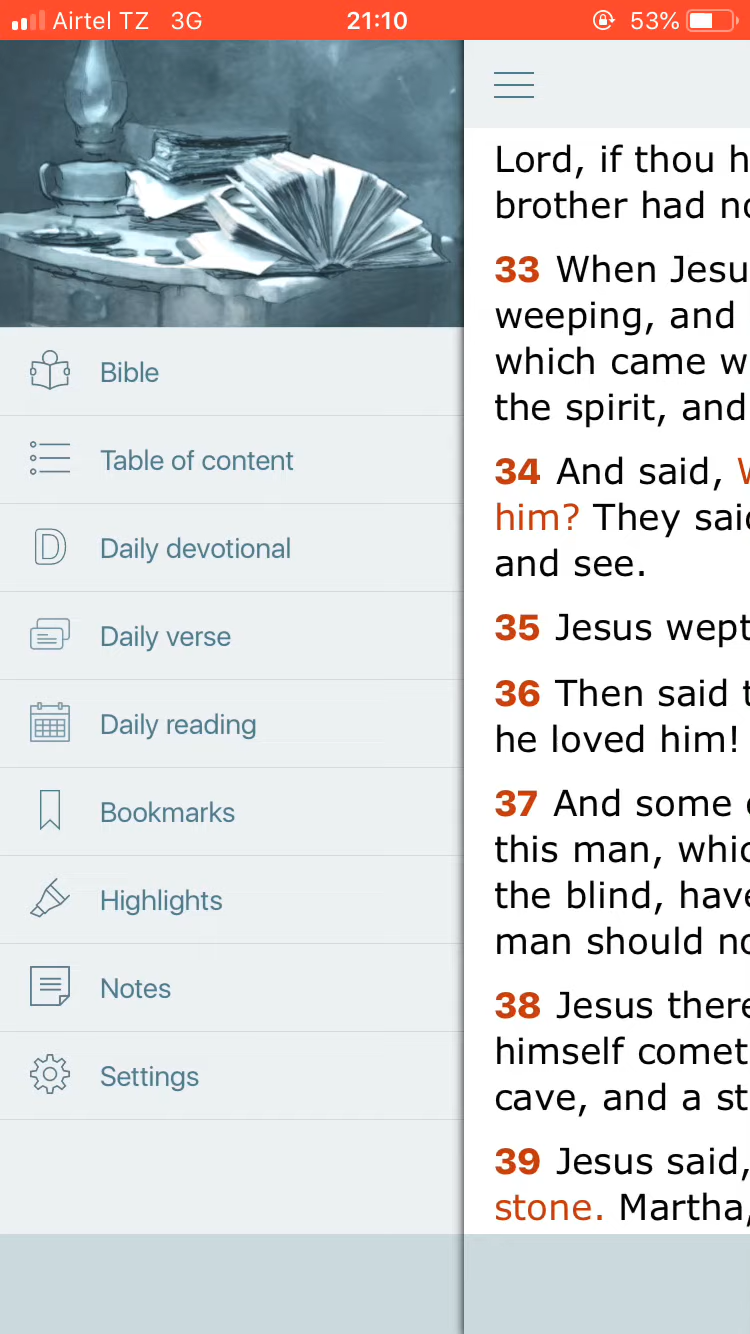 Airtel TZ 3G 21:10 53%
Bible
Table of content
Daily devotional
Daily verse
Daily reading
Bookmarks
Highlights
Notes
Settings
Lord, if thou h
brother had no
33 When Jesu
weeping, and
which came w
the spirit, and
34 And said, W
him? They said
and see.
35 Jesus wept
36 Then said t
he loved him!
37 And some o
this man, whic
the blind, have
man should no
38 Jesus there
himself comet
cave, and a st
39 Jesus said,
stone. Martha,